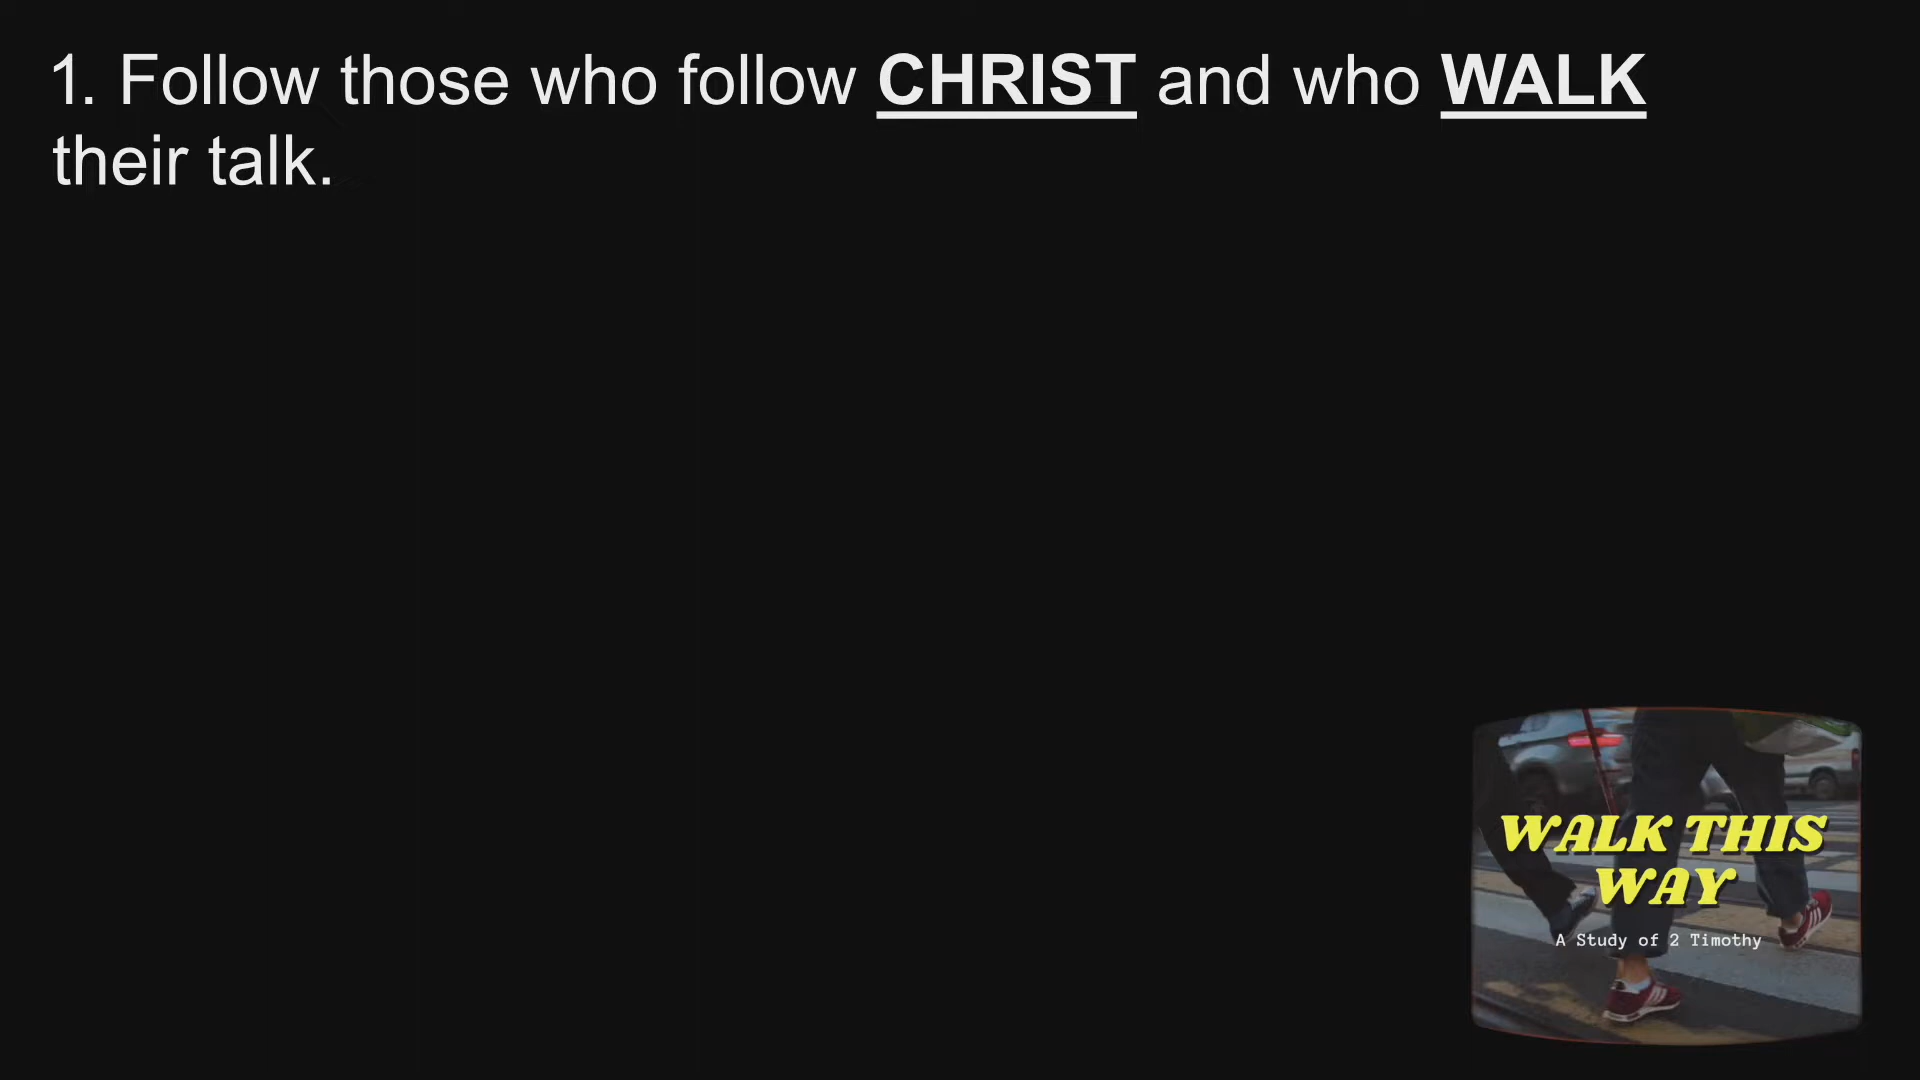 1. Follow those who follow CHRIST and who WALK
their talk.
WALK THIS
WAY
A Study of 2 Timothy